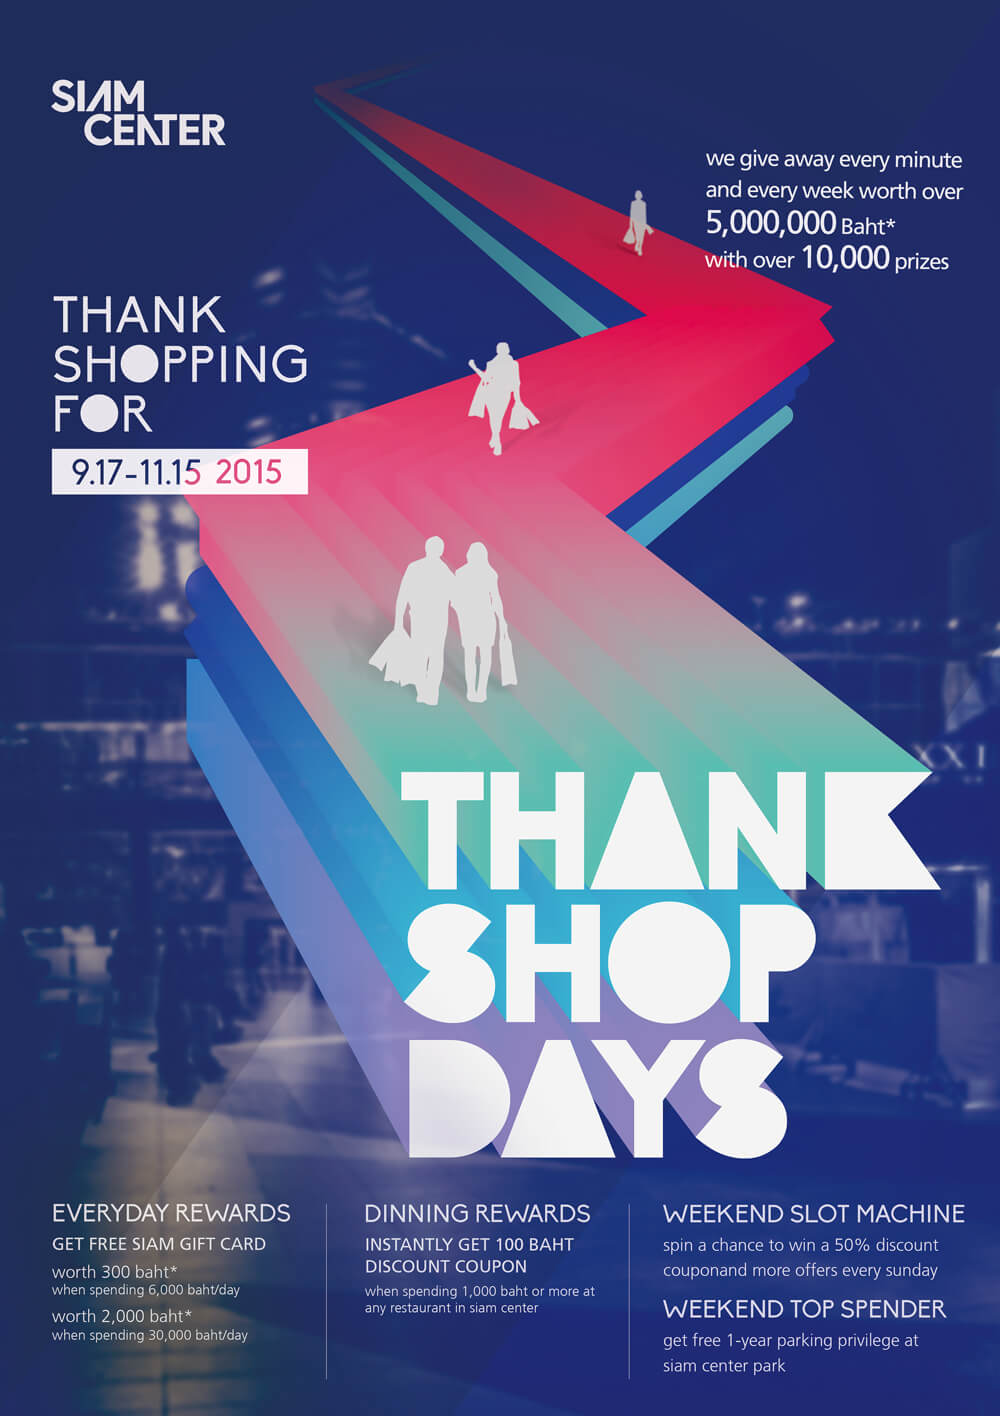 SIAM
CENTER
we give away every minute
and every week worth over
5,000,000 Baht*
with over 10,000 prizes
THANK
SHOPPING
FOR
9.17-11.15 2015
XXI
THANK
SHOP
DAYS
EVERYDAY REWARDS
GET FREE SIAM GIFT CARD
worth 300 baht*
when spending 6,000 baht/day
worth 2,000 baht*
when spending 30,000 baht/day
DINNING REWARDS
INSTANTLY GET 100 BAHT
DISCOUNT COUPON
when spending 1,000 baht or more at
any restaurant in siam center
WEEKEND SLOT MACHINE
spin a chance to win a 50% discount
couponand more offers every sunday
WEEKEND TOP SPENDER
get free 1-year parking privilege at
siam center park